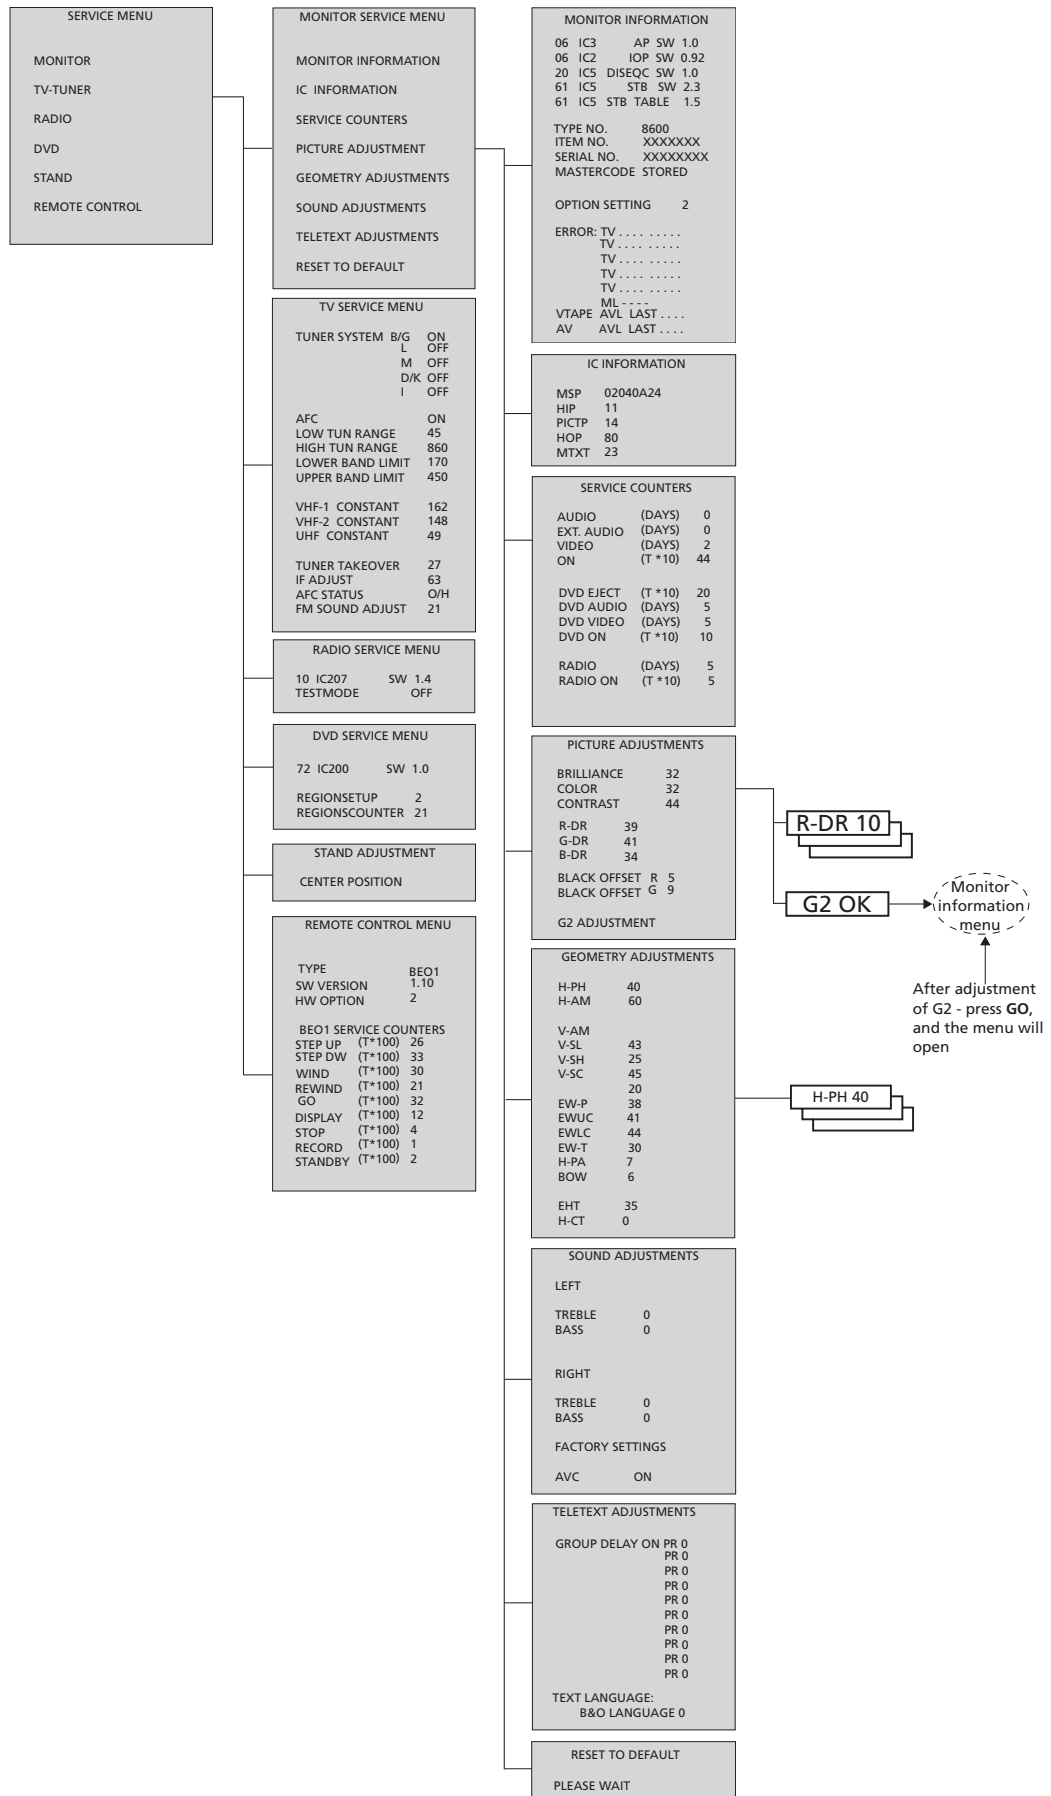 SERVICE MENU
MONITOR
TV-TUNER
RADIO
DVD
STAND
REMOTE CONTROL
MONITOR SERVICE MENU
MONITOR INFORMATION
IC INFORMATION
SERVICE COUNTERS
PICTURE ADJUSTMENT
GEOMETRY ADJUSTMENTS
SOUND ADJUSTMENTS
TELETEXT ADJUSTMENTS
RESET TO DEFAULT
TV SERVICE MENU
TUNER SYSTEM B/G ON
L OFF
M OFF
D/K OFF
I OFF
AFC ON
LOW TUN RANGE 45
HIGH TUN RANGE 860
LOWER BAND LIMIT 170
UPPER BAND LIMIT 450
VHF-1 CONSTANT 162
VHF-2 CONSTANT 148
UHF CONSTANT 49
TUNER TAKEOVER 27
IF ADJUST 63
AFC STATUS O/H
FM SOUND ADJUST 21
RADIO SERVICE MENU
10 IC207 SW 1.4
TESTMODE OFF
DVD SERVICE MENU
72 IC200 SW 1.0
REGIONSETUP 2
REGIONSCOUNTER 21
STAND ADJUSTMENT
CENTER POSITION
REMOTE CONTROL MENU
TYPE BEO1
SW VERSION 1.10
HW OPTION 2
BEO1 SERVICE COUNTERS
STEP UP (T*100) 26
STEP DW (T*100) 33
WIND (T*100) 30
REWIND (T*100) 21
GO (T*100) 32
DISPLAY (T*100) 12
STOP (T*100) 4
RECORD (T*100) 1
STANDBY (T*100) 2
MONITOR INFORMATION
06 IC3 AP SW 1.0
06 IC2 IOP SW 0.92
20 IC5 DISEQC SW 1.0
61 IC5 STB SW 2.3
61 IC5 STB TABLE 1.5
TYPE NO. 8600
ITEM NO. XXXXXXX
SERIAL NO. XXXXXXXX
MASTERCODE STORED
OPTION SETTING 2
ERROR: TV . . . . . . . . .
TV . . . . . . . . .
TV . . . . . . . . .
TV . . . . . . . . .
TV . . . . . . . . .
ML - - - -
VTAPE AVL LAST . . . .
AV AVL LAST . . . .
IC INFORMATION
MSP 02040A24
HIP 11
PICTP 14
HOP 80
MTXT 23
SERVICE COUNTERS
AUDIO (DAYS) 0
EXT. AUDIO (DAYS) 0
VIDEO (DAYS) 2
ON (T *10) 44
DVD EJECT (T *10) 20
DVD AUDIO (DAYS) 5
DVD VIDEO (DAYS) 5
DVD ON (T *10) 10
RADIO (DAYS) 5
RADIO ON (T *10) 5
PICTURE ADJUSTMENTS
BRILLIANCE 32
COLOR 32
CONTRAST 44
R-DR 39
G-DR 41
B-DR 34
BLACK OFFSET R 5
BLACK OFFSET G 9
G2 ADJUSTMENT
R-DR 10
G2 OK
Monitor
information
menu
After adjustment
of G2 - press GO,
and the menu will
open
GEOMETRY ADJUSTMENTS
H-PH 40
H-AM 60
V-AM
V-SL 43
V-SH 25
V-SC 45
20
EW-P 38
EWUC 41
EWLC 44
EW-T 30
H-PA 7
BOW 6
EHT 35
H-CT 0
H-PH 40
SOUND ADJUSTMENTS
LEFT
TREBLE 0
BASS 0
RIGHT
TREBLE 0
BASS 0
FACTORY SETTINGS
AVC ON
TELETEXT ADJUSTMENTS
GROUP DELAY ON PR 0
PR 0
PR 0
PR 0
PR 0
PR 0
PR 0
PR 0
PR 0
PR 0
TEXT LANGUAGE:
B&O LANGUAGE 0
RESET TO DEFAULT
PLEASE WAIT